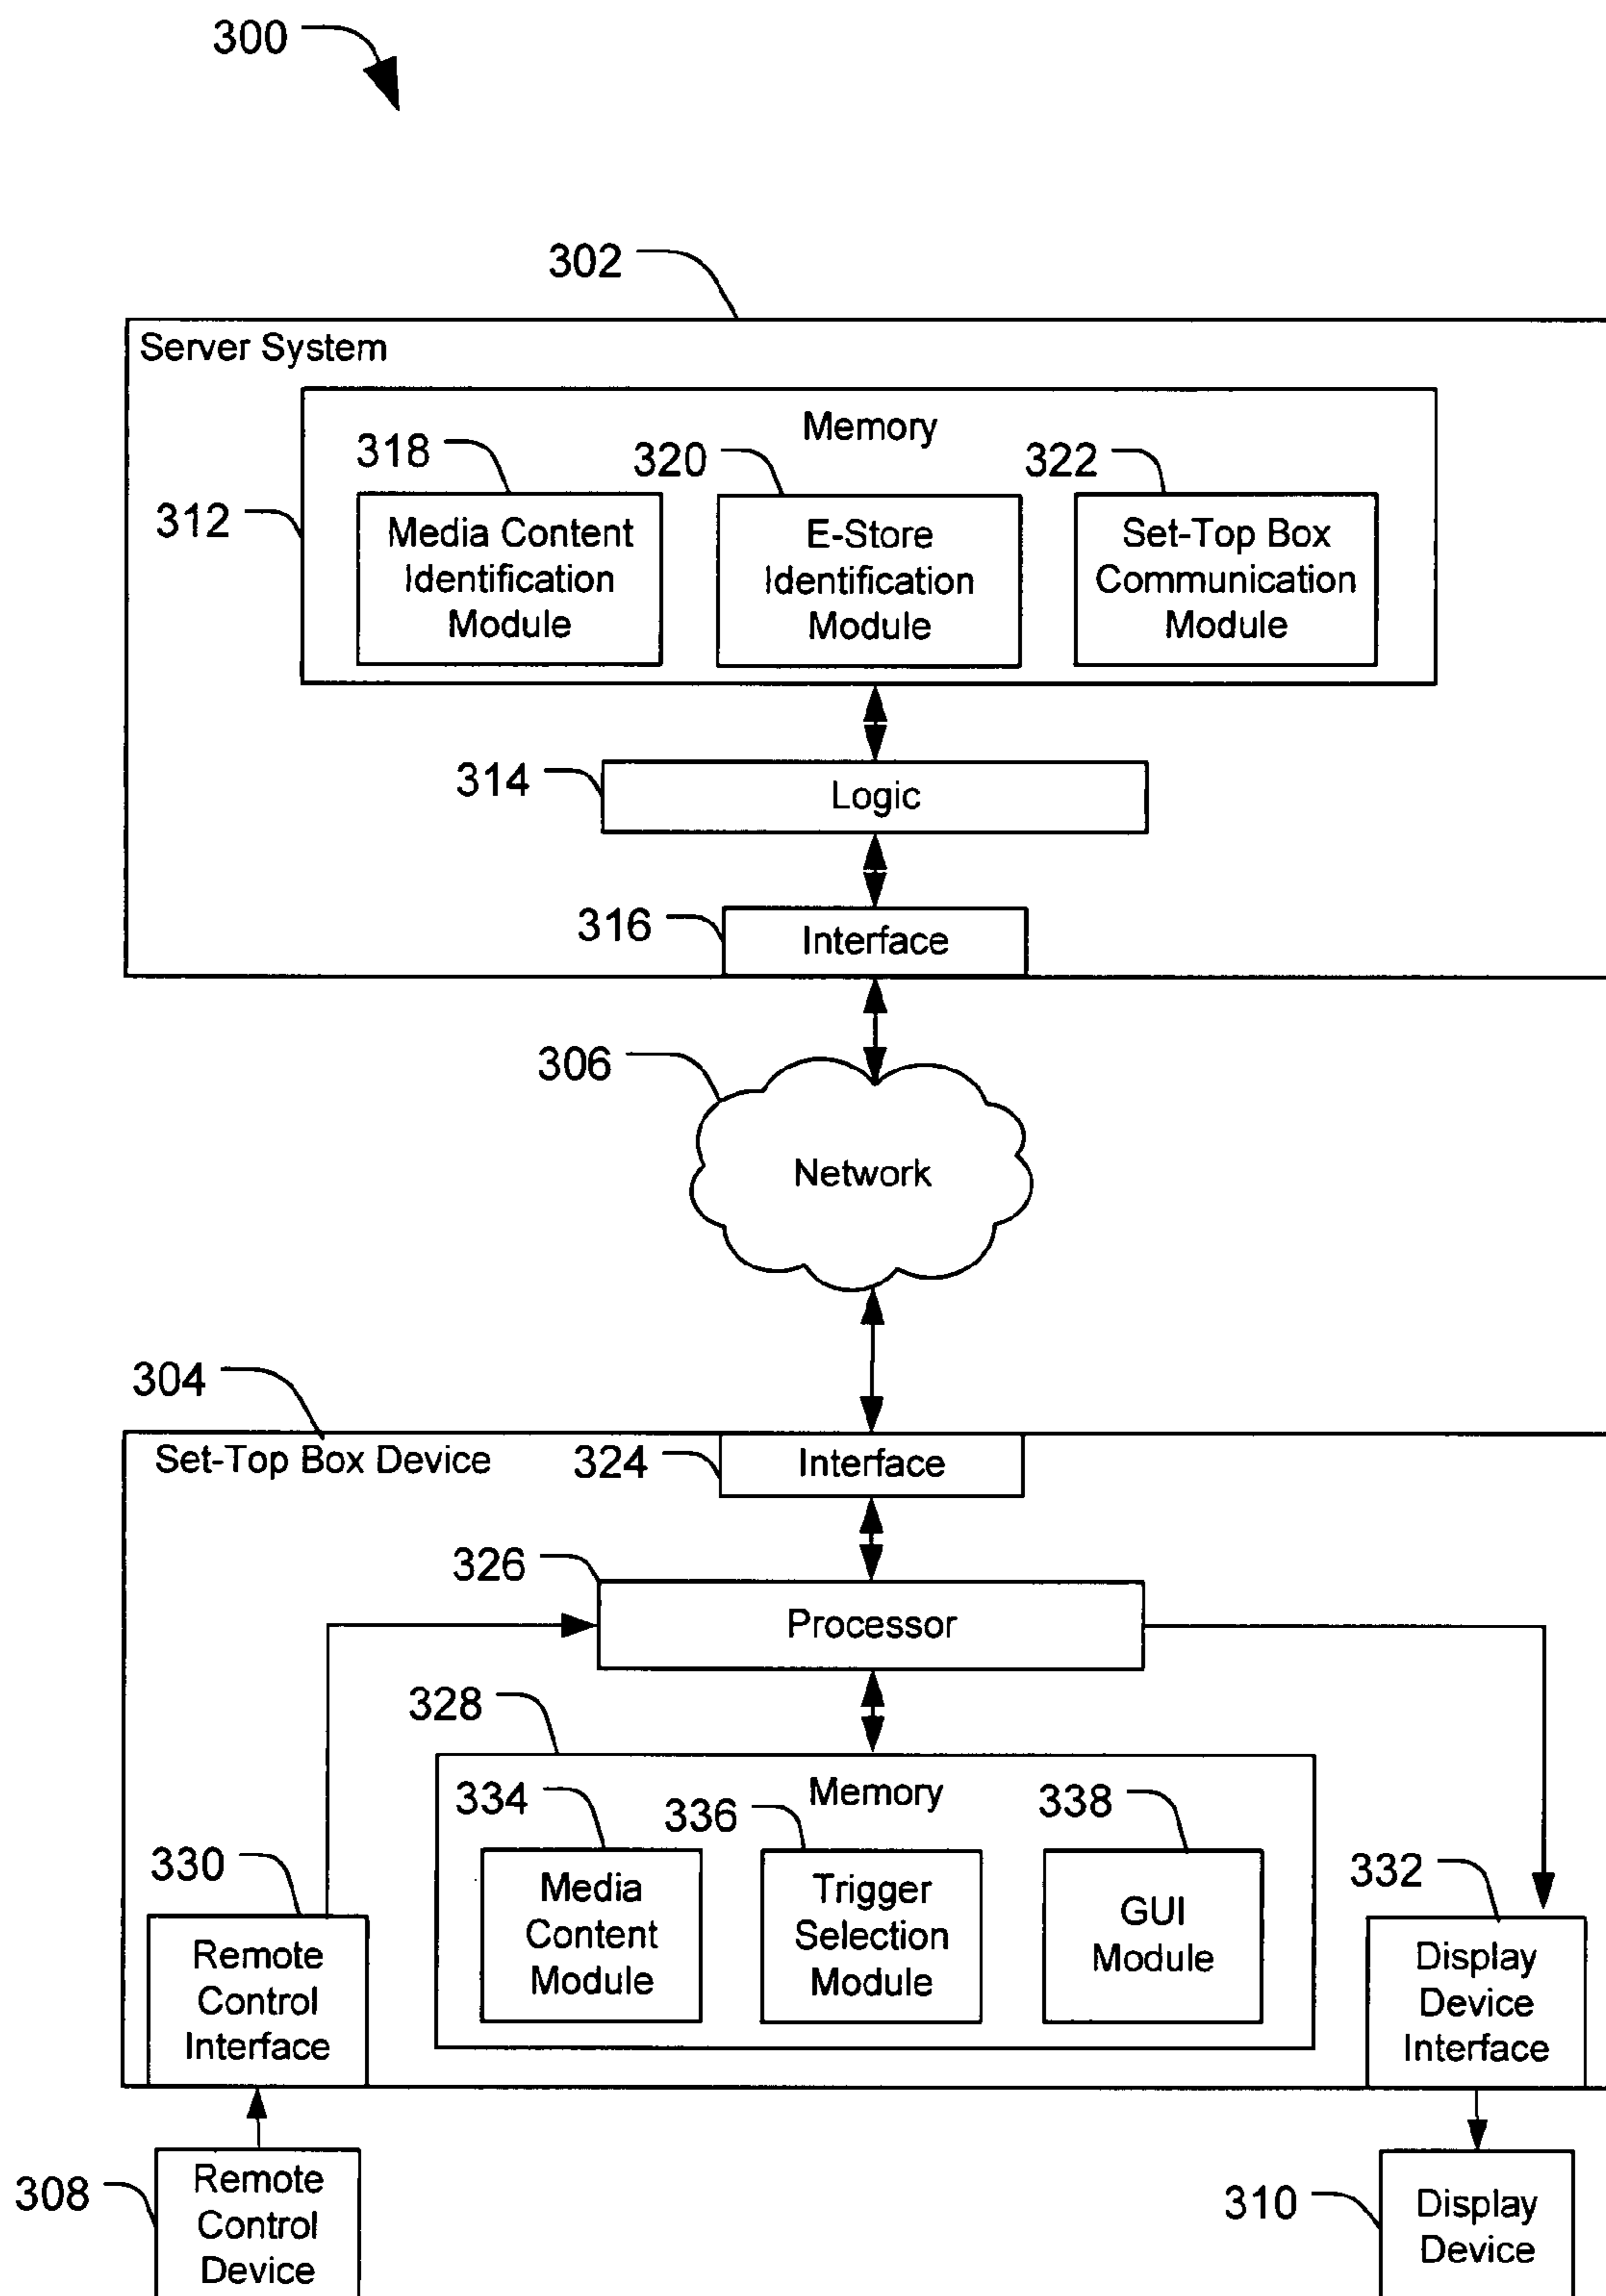 300
302
Server System
Memory
318
320
322
312
Media Content
Identification
Module
E-Store
Identification
Module
Set-Top Box
Communication
Module
314
Logic
316
Interface
306
Network
304
Set-Top Box Device
324
Interface
326
Processor
328
Memory
334
336
338
330
332
Media
Content
Module
Trigger
Selection
Module
GUI
Module
Remote
Control
Interface
Display
Device
Interface
308
Remote
Control
Device
310
Display
Device